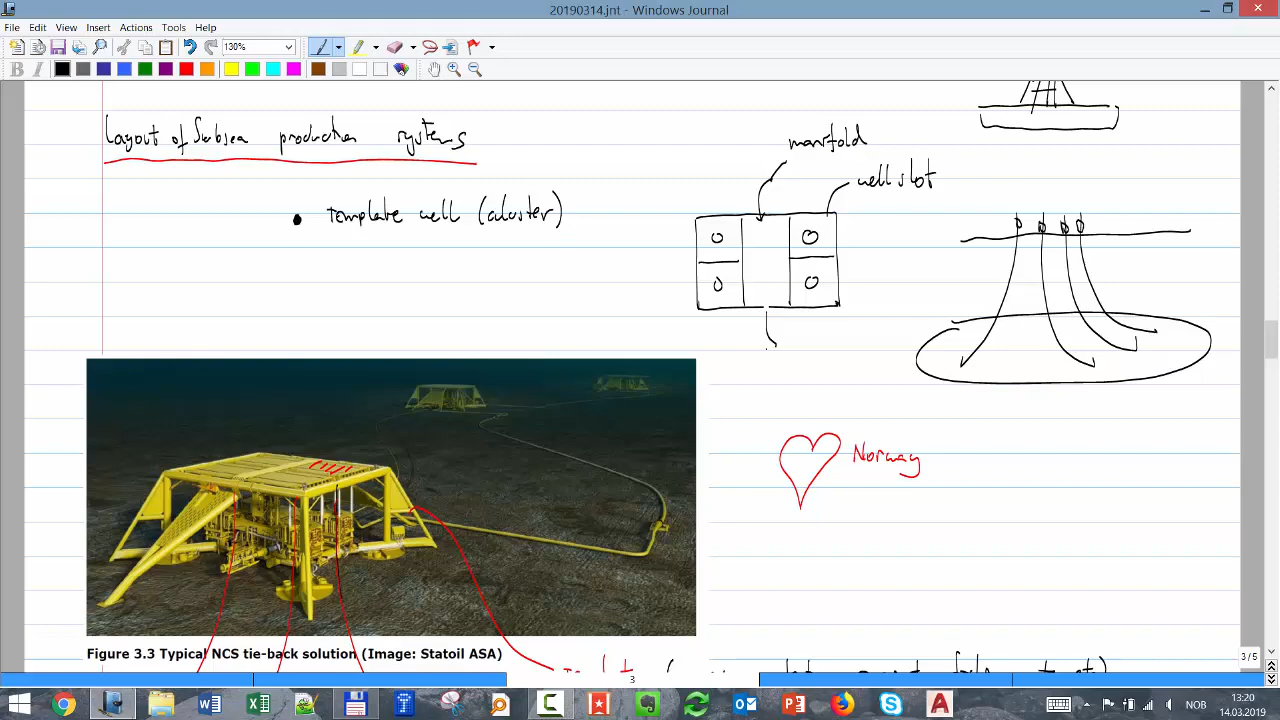 20190314.jnt - Windows Journal
File Edit View Insert Actions Tools Help
130%
B I
Layout of Subsea production systems
manifold
well slot
• template well (cluster)
Norway
Figure 3.3 Typical NCS tie-back solution (Image: Statoil ASA)
3/5
3
NOR
13:20
14.03.2019